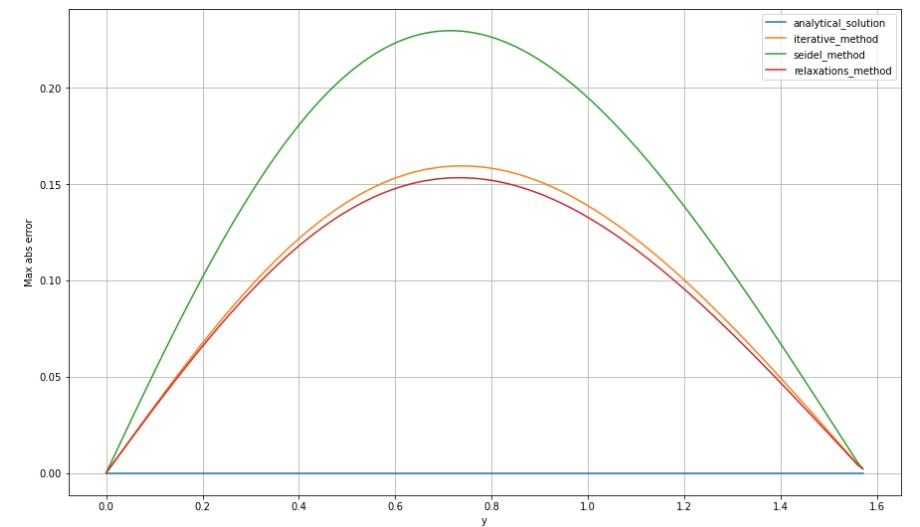 analytical_solution
iterative_method
seidel_method
relaxations_method
Max abs error
0.20
0.15
0.10
0.05
0.00
0.0 0.2 0.4 0.6 0.8 1.0 1.2 1.4 1.6
y